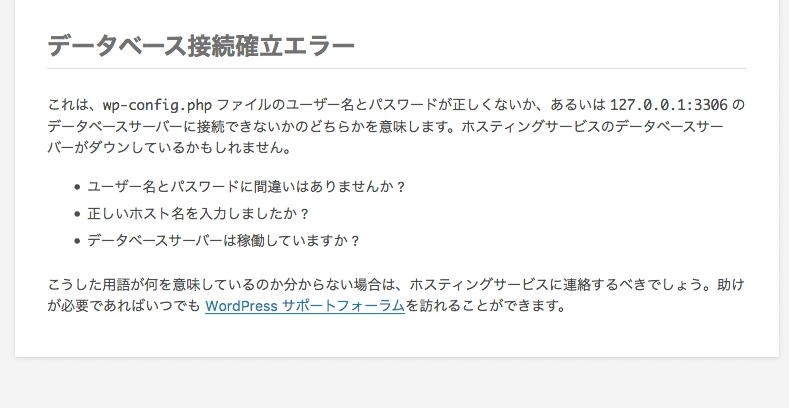 データベース接続確立エラー
これは、wp-config.php ファイルのユーザー名とパスワードが正しくないか、あるいは 127.0.0.1:3306 の
データベースサーバーに接続できないかのどちらかを意味します。ホスティングサービスのデータベースサー
バーがダウンしているかもしれません。
• ユーザー名とパスワードに間違いはありませんか ?
• 正しいホスト名を入力しましたか ?
• データベースサーバーは稼働していますか ?
こうした用語が何を意味しているのか分からない場合は、ホスティングサービスに連絡するべきでしょう。助け
が必要であればいつでも WordPress サポートフォーラムを訪れることができます。